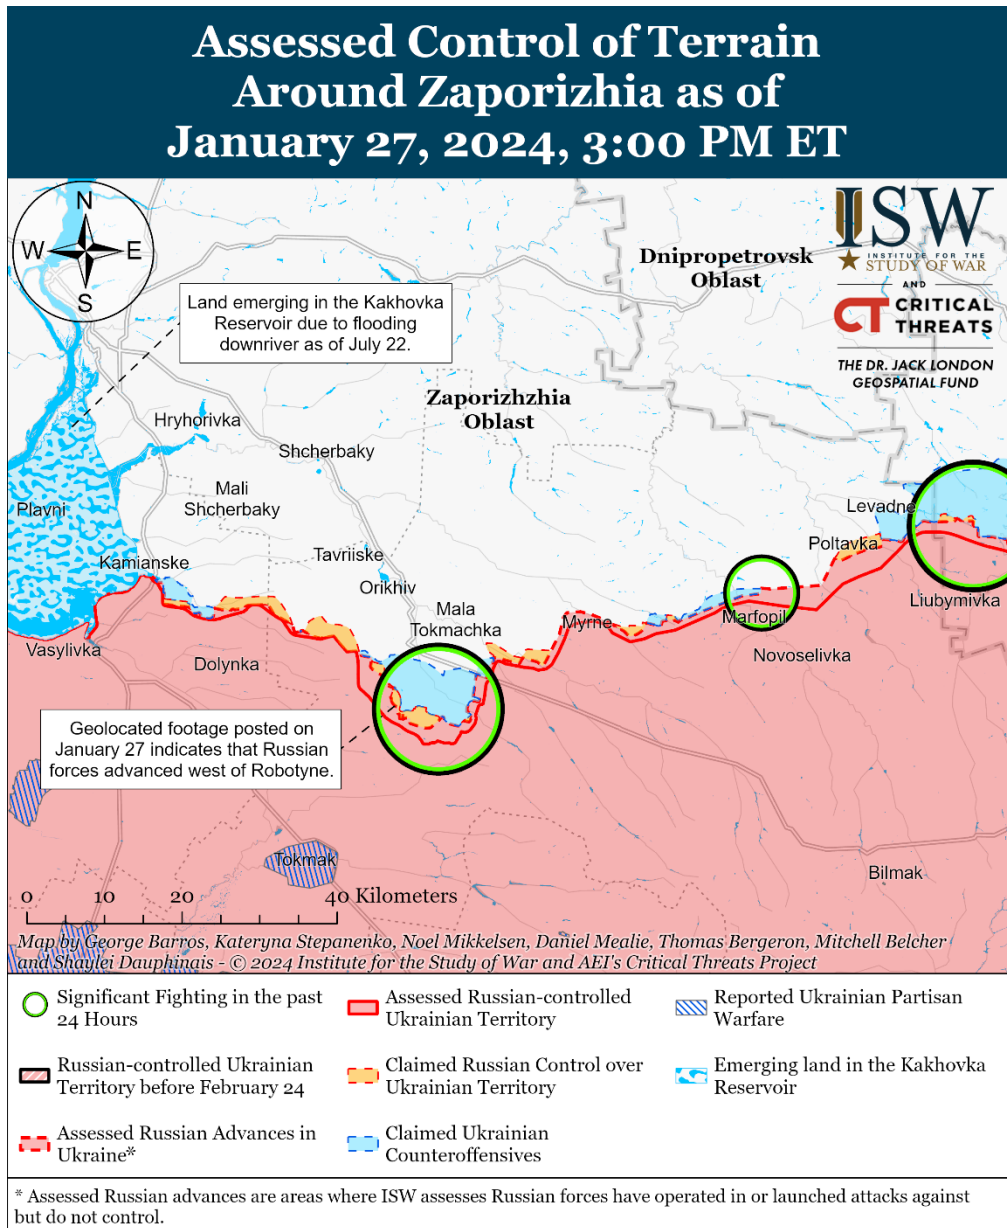 Assessed Control of Terrain
Around Zaporizhia as of
January 27, 2024, 3:00 PM ET
N
W
E
S
ISW
INSTITUTE FOR THE
STUDY OF WAR
AND
CT CRITICAL
THREATS
THE DR. JACK LONDON
GEOSPATIAL FUND
Dnipropetrovsk
Oblast
Land emerging in the Kakhovka
Reservoir due to flooding
downriver as of July 22.
Zaporizhzhia
Oblast
Hryhorivka
Shcherbaky
Mali
Shcherbaky
Plavni
Levadne
Poltavka
Tavriiske
Kamianske
Orikhiv
Liubymivka
Mala
Tokmachka
Myrne
Marfopil
Vasylivka
Dolynka
Novoselivka
Geolocated footage posted on
January 27 indicates that Russian
forces advanced west of Robotyne.
Tokmak
Bilmak
0 20 40 Kilometers
Map by George Barros, Kateryna Stepanenko, Noel Mikkelsen, Daniel Mealie, Thomas Bergeron, Mitchell Belcher
and Shaylei Dauphinais - © 2024 Institute for the Study of War and AEI's Critical Threats Project
Significant Fighting in the past
24 Hours
Russian-controlled Ukrainian
Territory before February 24
Assessed Russian Advances in
Ukraine*
Assessed Russian-controlled
Ukrainian Territory
Claimed Russian Control over
Ukrainian Territory
Claimed Ukrainian
Counteroffensives
Reported Ukrainian Partisan
Warfare
Emerging land in the Kakhovka
Reservoir
* Assessed Russian advances are areas where ISW assesses Russian forces have operated in or launched attacks against
but do not control.